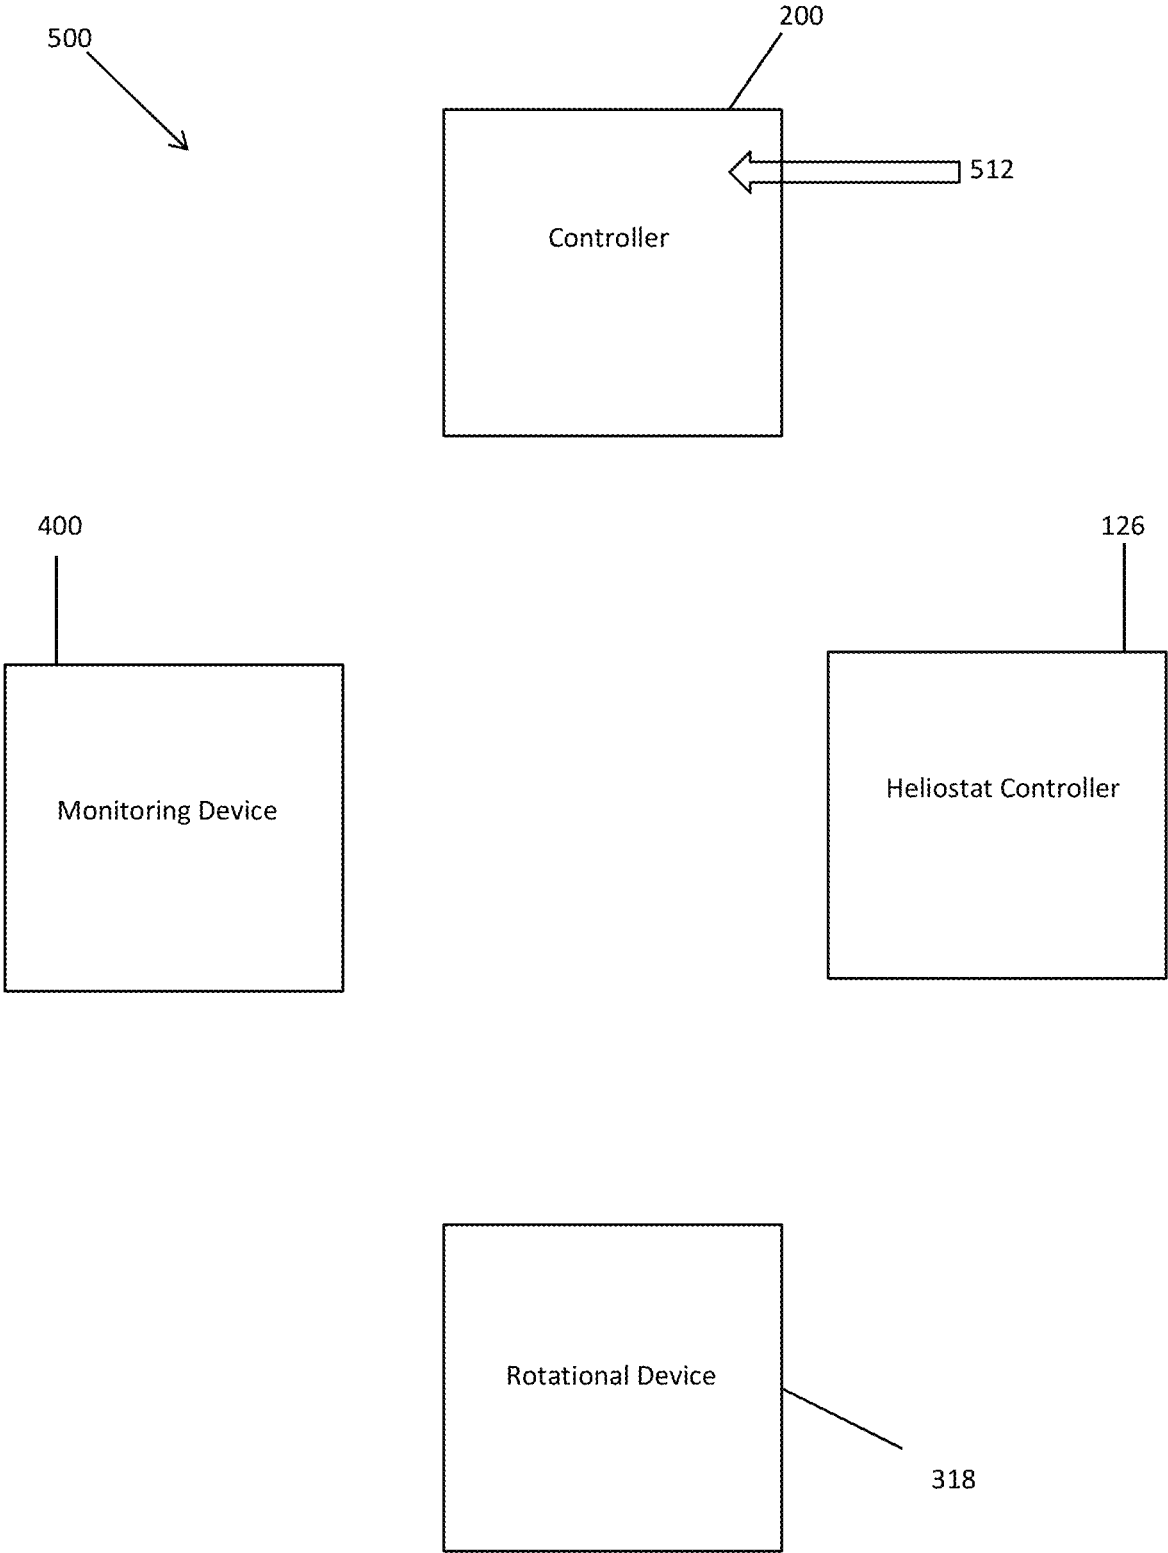 200
500
512
Controller
400
126
Monitoring Device
Heliostat Controller
Rotational Device
318